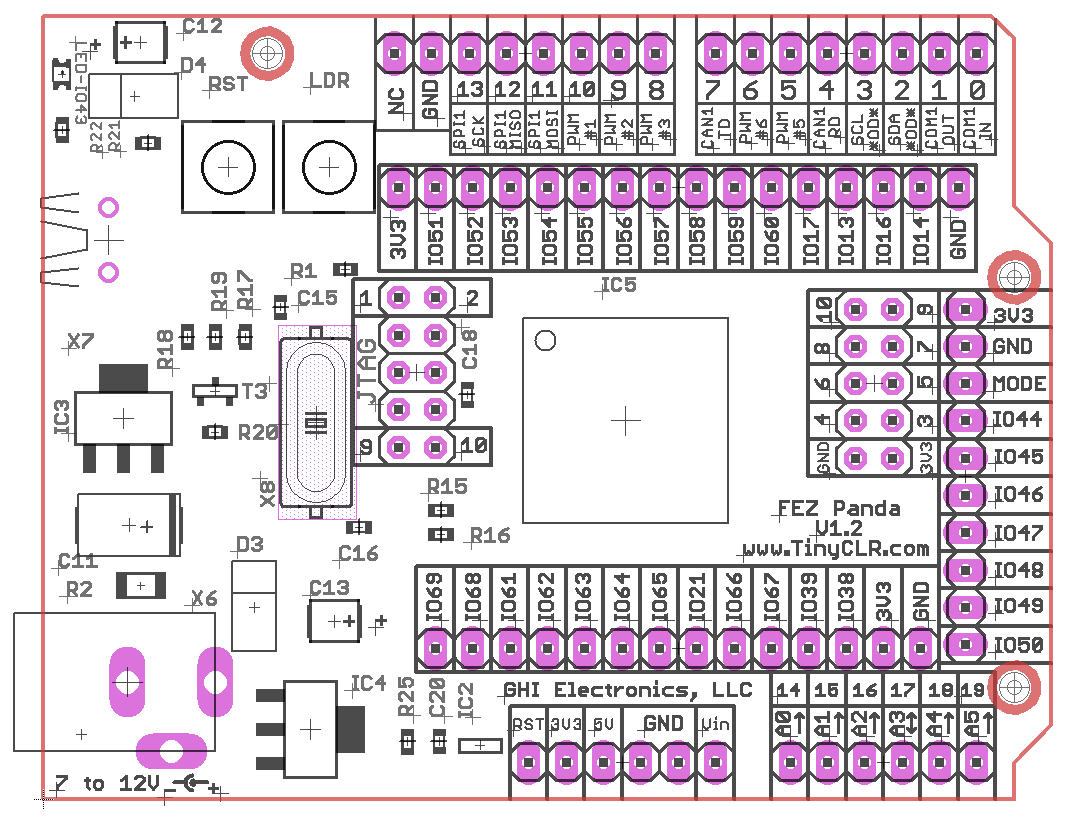 C12
+
LED-IO43
D4
RST
LDR
R22
R21
NC
GND
13
12
11
10
9
8
SPI1 SCK
SPI1 MISO
SPI1 MOSI
PWM #1
PWM #2
PWM #3
7
6
5
4
3
2
1
0
CAN1 TD
PWM *6
PWM *5
CAN1 RD
SCL *OD*
SDA *OD*
COM1 OUT
COM1 IN
3V3
IO51
IO52
IO53
IO54
IO55
IO56
IO57
IO58
IO59
IO60
IO17
IO13
IO16
IO14
GND
R1
C15
R19
R17
R18
X7
IC3
T3
R20
X8
JTAG
1
2
9
10
C18
IC5
10
9
8
7
6
5
4
3
GND
3V3
3V3
GND
MODE
IO44
IO45
IO46
IO47
IO48
IO49
IO50
R15
R16
C16
FEZ Panda
V1.2
www.TinyCLR.com
C11
+
R2
X6
D3
C13
+ +
IO69
IO68
IO61
IO62
IO63
IO64
IO65
IO21
IO66
IO67
IO39
IO38
3V3
GND
IC4
R25
C20
IC2
GHI Electronics, LLC
RST
3V3
5V
GND
Vin
14
15
16
17
18
19
A0
A1
A2
A3
A4
A5
7 to 12V
- +